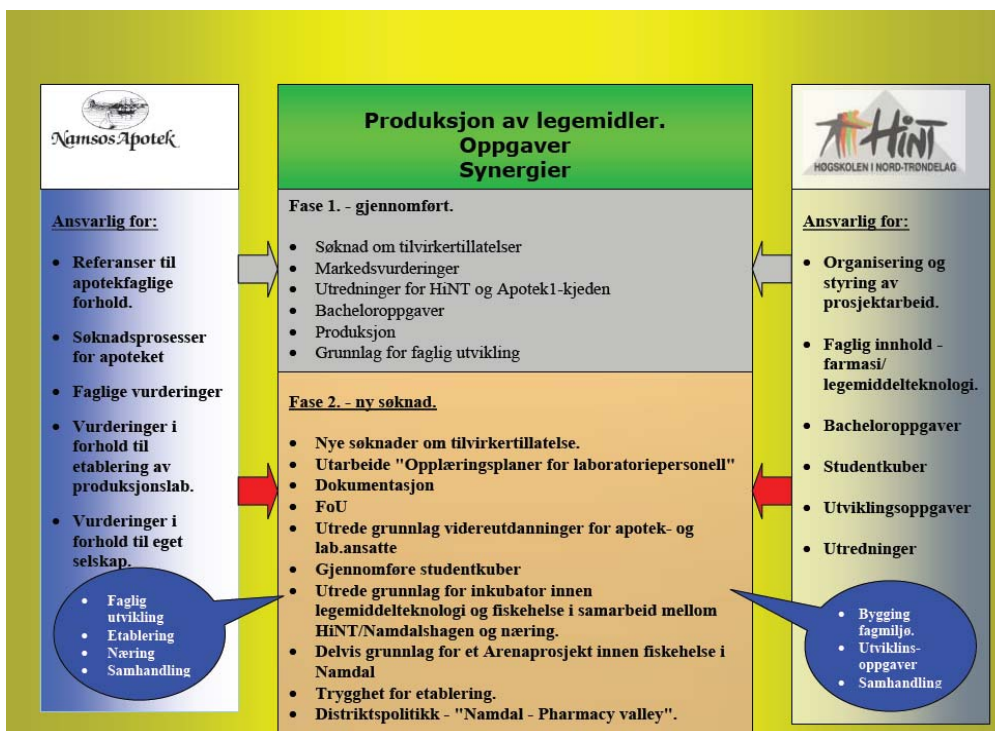 Namsos Apotek
Ansvarlig for:
• Referanser til
apotekfaglige
forhold.
• Søknadsprosesser
for apoteket
• Faglige vurderinger
• Vurderinger i
forhold til
etablering av
produksjonslab.
• Vurderinger i
forhold til eget
selskap.
• Faglig
utvikling
• Etablering
• Næring
• Samhandling
Produksjon av legemidler.
Oppgaver
Synergier
Fase 1. - gjennomført.
• Søknad om tilvirkertillatelser
• Markedsvurderinger
• Utredninger for HiNT og Apotek1-kjeden
• Bacheloroppgaver
• Produksjon
• Grunnlag for faglig utvikling
Fase 2. - ny søknad.
• Nye søknader om tilvirkertillatelse.
• Utarbeide "Opplæringsplaner for laboratoriepersonell"
• Dokumentasjon
• FoU
• Utrede grunnlag videreutdanninger for apotek- og
lab.ansatte
• Gjennomføre studentkuber
• Utrede grunnlag for inkubator innen
legemiddelteknologi og fiskehelse i samarbeid mellom
HiNT/Namdalshagen og næring.
• Delvis grunnlag for et Arenaprosjekt innen fiskehelse i
Namdal
• Trygghet for etablering.
• Distriktspolitikk - "Namdal - Pharmacy valley".
HiNT
HØGSKOLEN I NORD-TRØNDELAG
Ansvarlig for:
• Organisering og
styring av
prosjektarbeid.
• Faglig innhold -
farmasi/
legemiddelteknologi.
• Bacheloroppgaver
• Studentkuber
• Utviklingsoppgaver
• Utredninger
• Bygging
fagmiljø.
• Utviklins-
oppgaver
• Samhandling